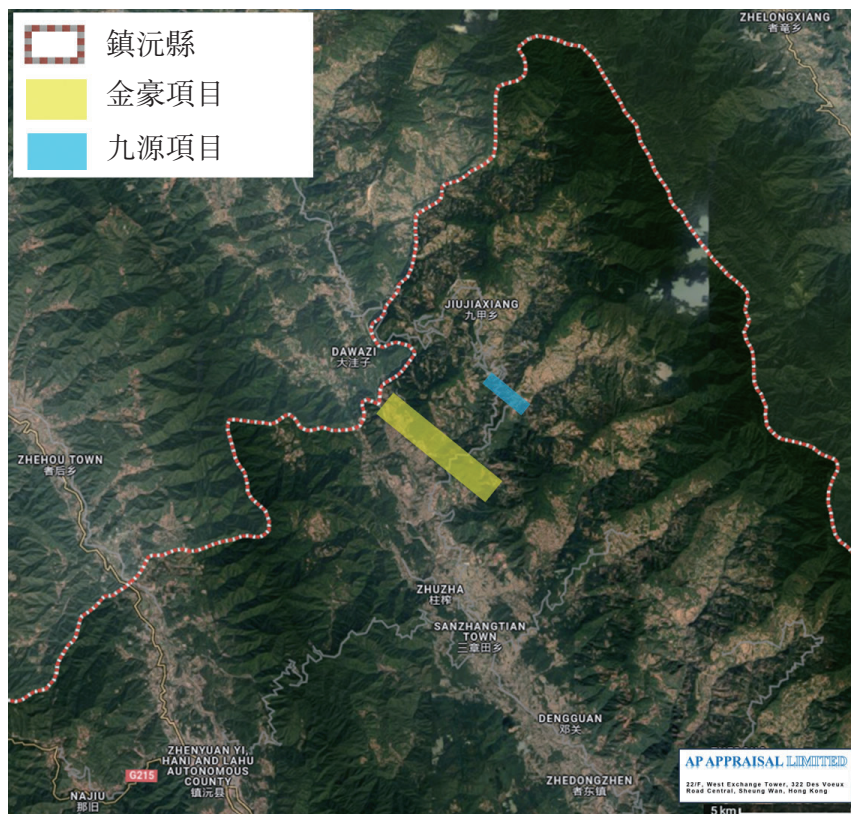 鎮沅縣
金豪項目
九源項目
ZHELONGXIANG
者竜乡
JIUJIAXIANG
九甲乡
DAWAZI
大洼子
ZHEHOU TOWN
者后乡
ZHUZHA
柱榨
SANZHANGTIAN
TOWN
三章田乡
DENGGUAN
邓关
ZHENYUAN YI,
HANI AND LAHU
AUTONOMOUS
COUNTY
镇沅县
G215
NAJIU
那旧
ZHEDONGZHEN
者东镇
AP APPRAISAL LIMITED
22/F, West Exchange Tower, 322 Des Voeux
Road Central, Sheung Wan, Hong Kong
5 km